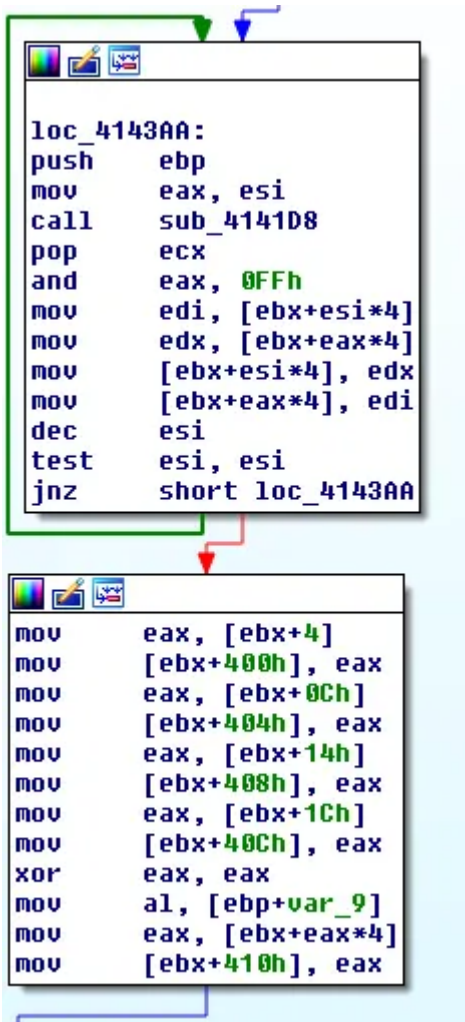 loc_4143AA:
push ebp
mov eax, esi
call sub_4141D8
pop ecx
and eax, 0FFh
mov edi, [ebx+esi*4]
mov edx, [ebx+eax*4]
mov [ebx+esi*4], edx
mov [ebx+eax*4], edi
dec esi
test esi, esi
jnz short loc_4143AA
mov eax, [ebx+4]
mov [ebx+400h], eax
mov eax, [ebx+0Ch]
mov [ebx+404h], eax
mov eax, [ebx+14h]
mov [ebx+408h], eax
mov eax, [ebx+1Ch]
mov [ebx+40Ch], eax
xor eax, eax
mov al, [ebp+var_9]
mov eax, [ebx+eax*4]
mov [ebx+410h], eax